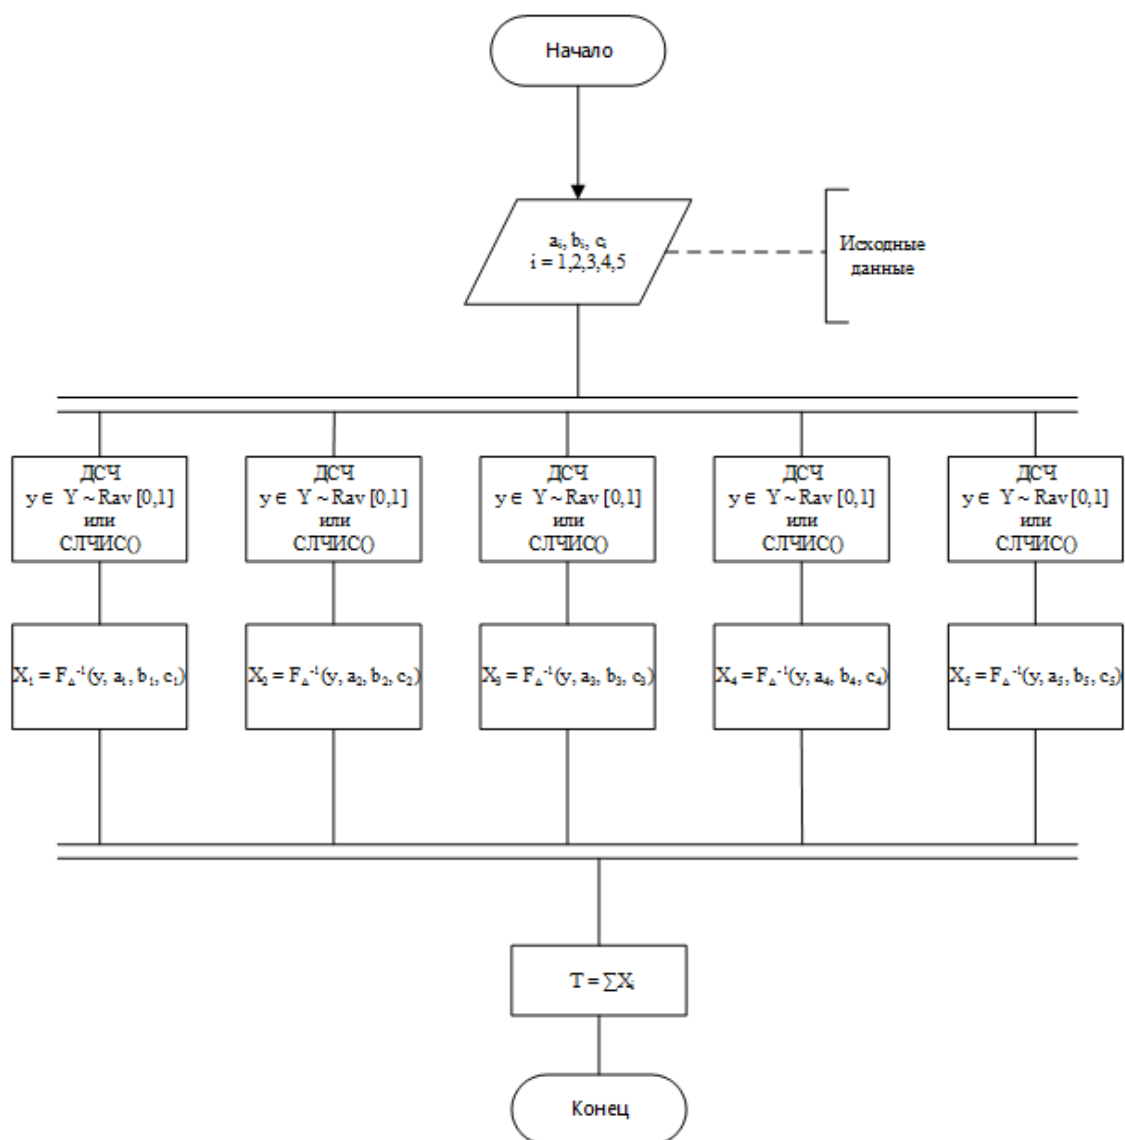 Начало
aᵢ, bᵢ, cᵢ
i = 1,2,3,4,5
Исходные
данные
ДСЧ
y ∈ Y ~ Rav [0,1]
или
СЛЧИС()
ДСЧ
y ∈ Y ~ Rav [0,1]
или
СЛЧИС()
ДСЧ
y ∈ Y ~ Rav [0,1]
или
СЛЧИС()
ДСЧ
y ∈ Y ~ Rav [0,1]
или
СЛЧИС()
ДСЧ
y ∈ Y ~ Rav [0,1]
или
СЛЧИС()
X₁ = F△⁻¹(y, a₁, b₁, c₁)
X₂ = F△⁻¹(y, a₂, b₂, c₂)
X₃ = F△⁻¹(y, a₃, b₃, c₃)
X₄ = F△⁻¹(y, a₄, b₄, c₄)
X₅ = F△⁻¹(y, a₅, b₅, c₅)
T = ∑Xᵢ
Конец